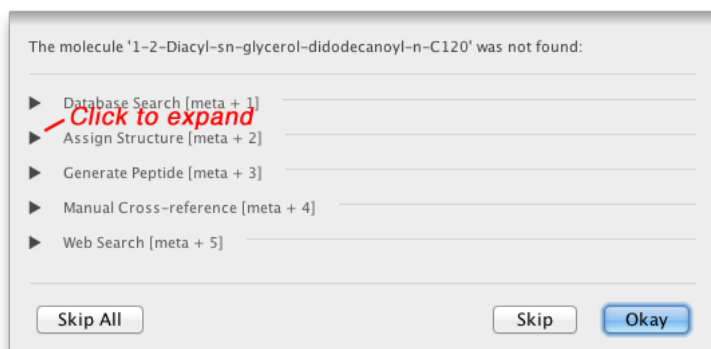 The molecule '1-2-Diacyl-sn-glycerol-didodecanoyl-n-C120' was not found:
Database Search [meta + 1]
Click to expand
Assign Structure [meta + 2]
Generate Peptide [meta + 3]
Manual Cross-reference [meta + 4]
Web Search [meta + 5]
Skip All
Skip
Okay